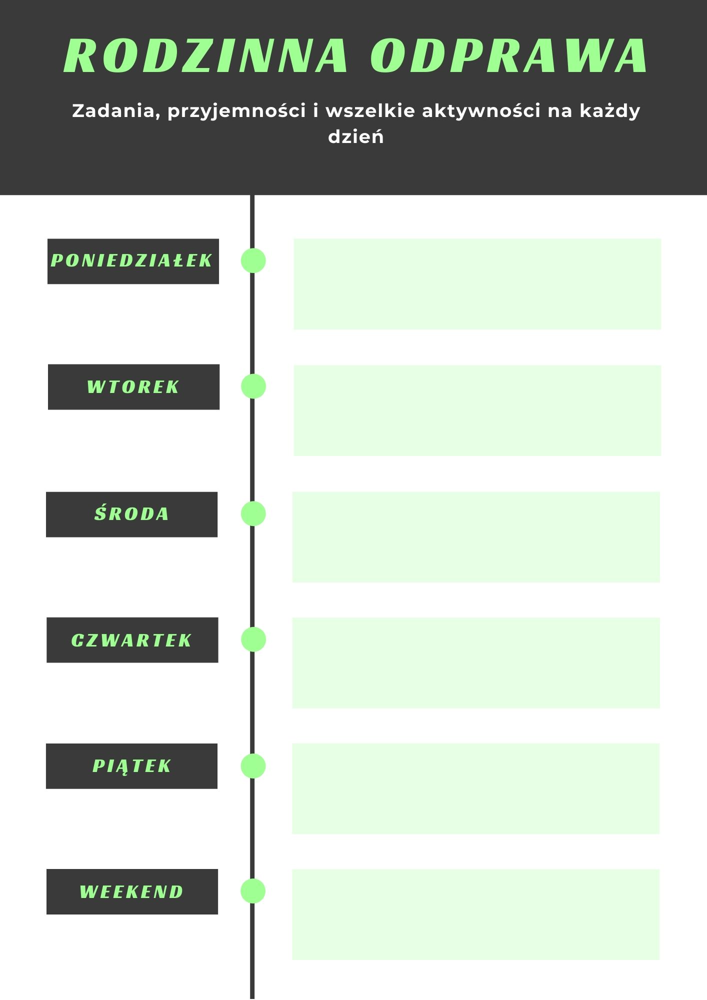 RODZINNA ODPRAWA
Zadania, przyjemności i wszelkie aktywności na każdy
dzień
PONIEDZIAŁEK
WTOREK
ŚRODA
CZWARTEK
PIĄTEK
WEEKEND